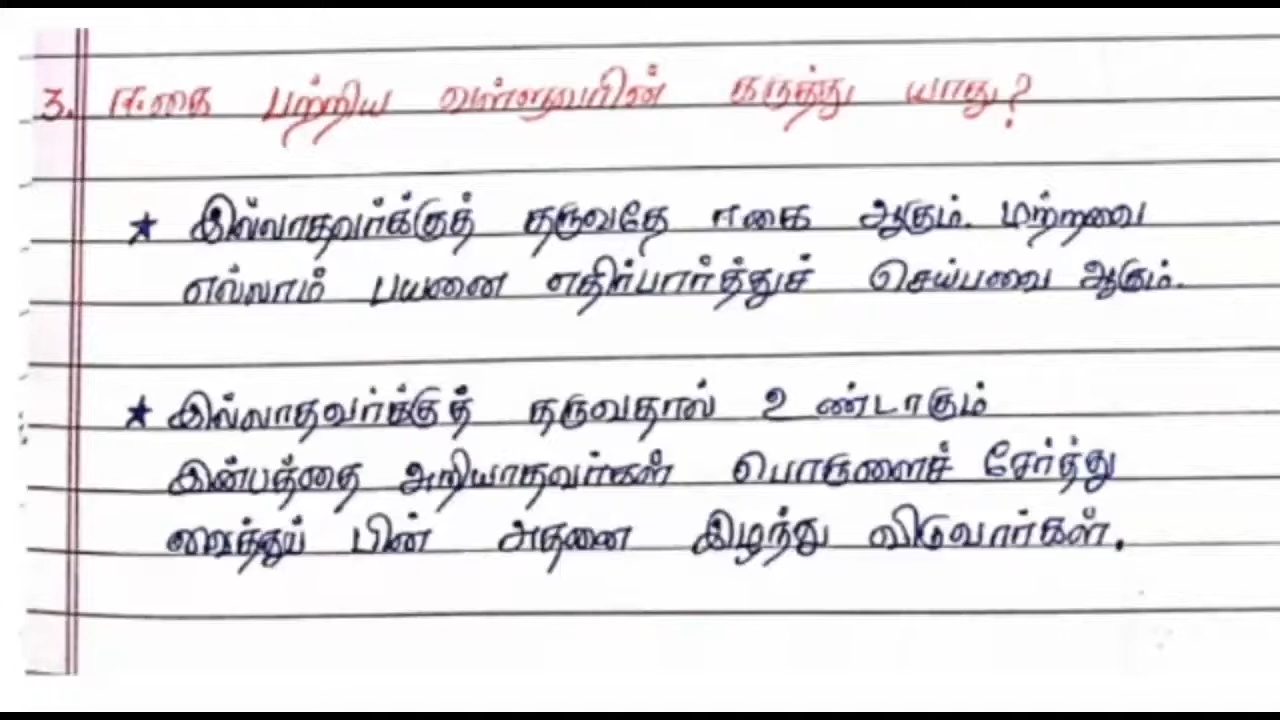 3. ஈகை பற்றிய வள்ளுவரின் கருத்து யாது?
★ இல்லாதவர்க்குத் தருவதே ஈகை ஆகும். மற்றவை
எல்லாம் பயனை எதிர்பார்த்துச் செய்பவை ஆகும்.
★ இல்லாதவர்க்குத் தருவதால் உண்டாகும்
இன்பத்தை அறியாதவர்கள் பொருளைச் சேர்த்து
வைத்துப் பின் அதனை இழந்து விடுவார்கள்.